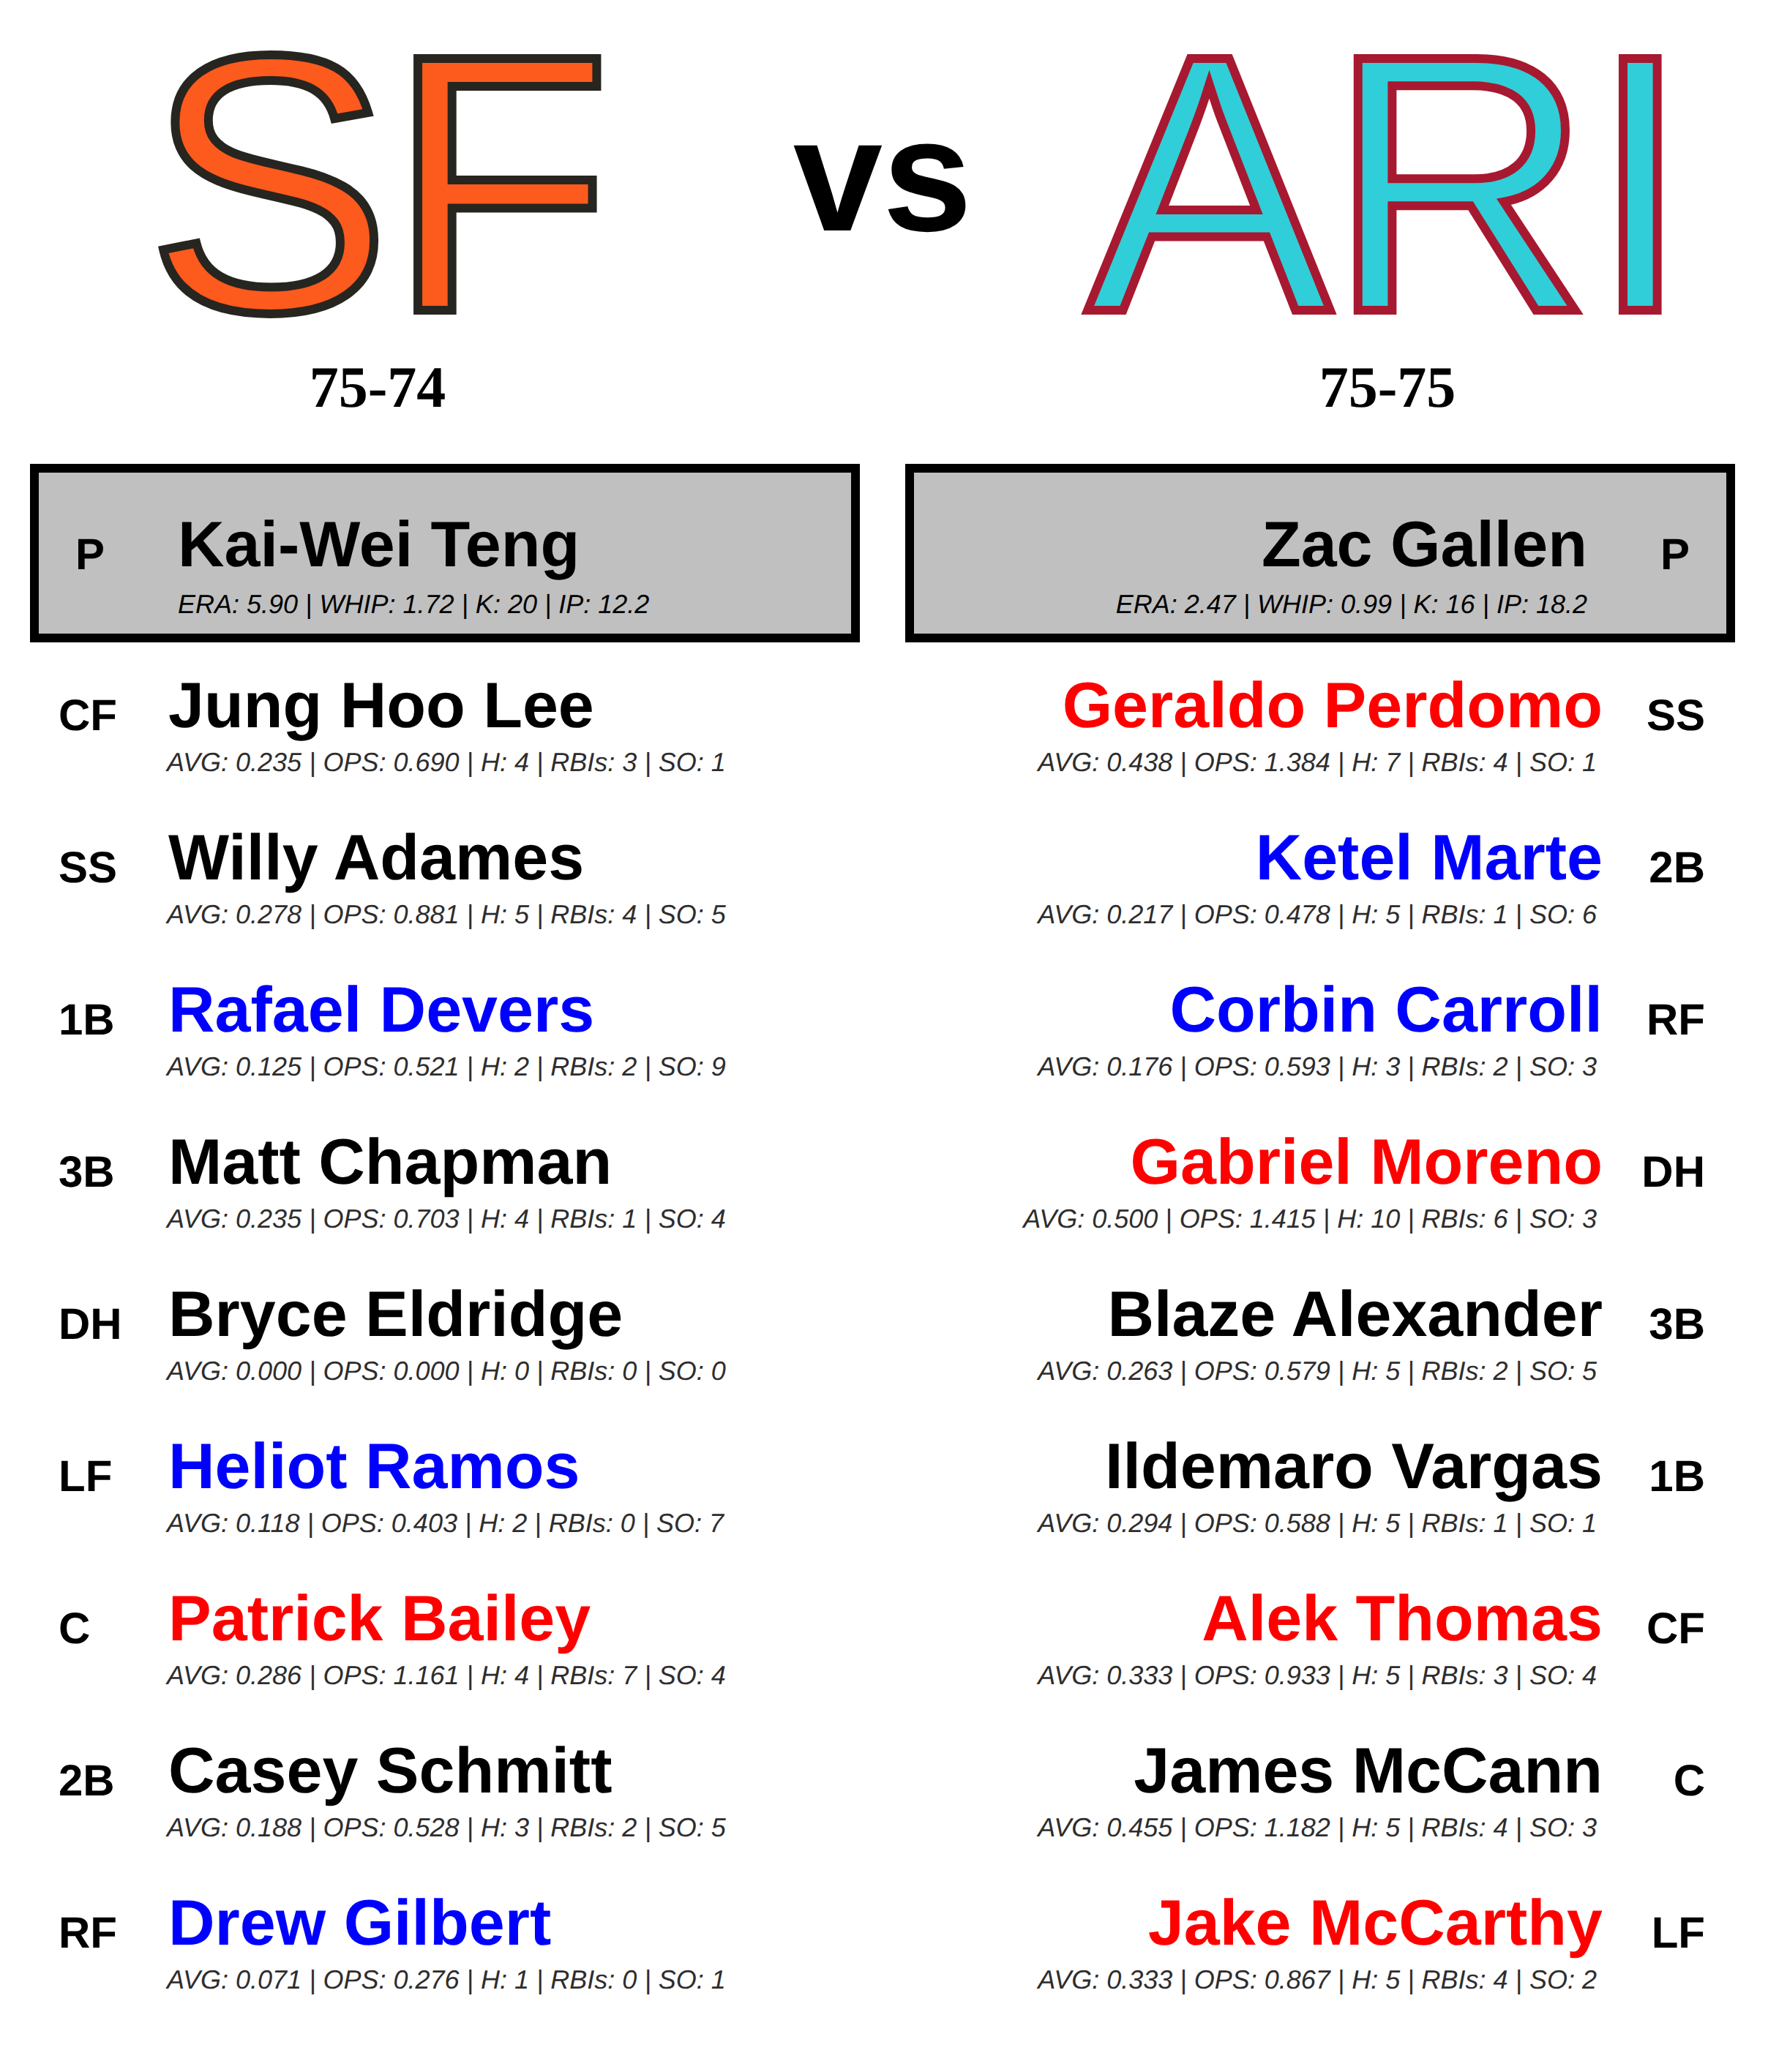 SF vs ARI
75-74 75-75
P Kai-Wei Teng
ERA: 5.90 | WHIP: 1.72 | K: 20 | IP: 12.2
Zac Gallen P
ERA: 2.47 | WHIP: 0.99 | K: 16 | IP: 18.2
CF Jung Hoo Lee
AVG: 0.235 | OPS: 0.690 | H: 4 | RBIs: 3 | SO: 1
SS Willy Adames
AVG: 0.278 | OPS: 0.881 | H: 5 | RBIs: 4 | SO: 5
1B Rafael Devers
AVG: 0.125 | OPS: 0.521 | H: 2 | RBIs: 2 | SO: 9
3B Matt Chapman
AVG: 0.235 | OPS: 0.703 | H: 4 | RBIs: 1 | SO: 4
DH Bryce Eldridge
AVG: 0.000 | OPS: 0.000 | H: 0 | RBIs: 0 | SO: 0
LF Heliot Ramos
AVG: 0.118 | OPS: 0.403 | H: 2 | RBIs: 0 | SO: 7
C Patrick Bailey
AVG: 0.286 | OPS: 1.161 | H: 4 | RBIs: 7 | SO: 4
2B Casey Schmitt
AVG: 0.188 | OPS: 0.528 | H: 3 | RBIs: 2 | SO: 5
RF Drew Gilbert
AVG: 0.071 | OPS: 0.276 | H: 1 | RBIs: 0 | SO: 1
Geraldo Perdomo SS
AVG: 0.438 | OPS: 1.384 | H: 7 | RBIs: 4 | SO: 1
Ketel Marte 2B
AVG: 0.217 | OPS: 0.478 | H: 5 | RBIs: 1 | SO: 6
Corbin Carroll RF
AVG: 0.176 | OPS: 0.593 | H: 3 | RBIs: 2 | SO: 3
Gabriel Moreno DH
AVG: 0.500 | OPS: 1.415 | H: 10 | RBIs: 6 | SO: 3
Blaze Alexander 3B
AVG: 0.263 | OPS: 0.579 | H: 5 | RBIs: 2 | SO: 5
Ildemaro Vargas 1B
AVG: 0.294 | OPS: 0.588 | H: 5 | RBIs: 1 | SO: 1
Alek Thomas CF
AVG: 0.333 | OPS: 0.933 | H: 5 | RBIs: 3 | SO: 4
James McCann C
AVG: 0.455 | OPS: 1.182 | H: 5 | RBIs: 4 | SO: 3
Jake McCarthy LF
AVG: 0.333 | OPS: 0.867 | H: 5 | RBIs: 4 | SO: 2